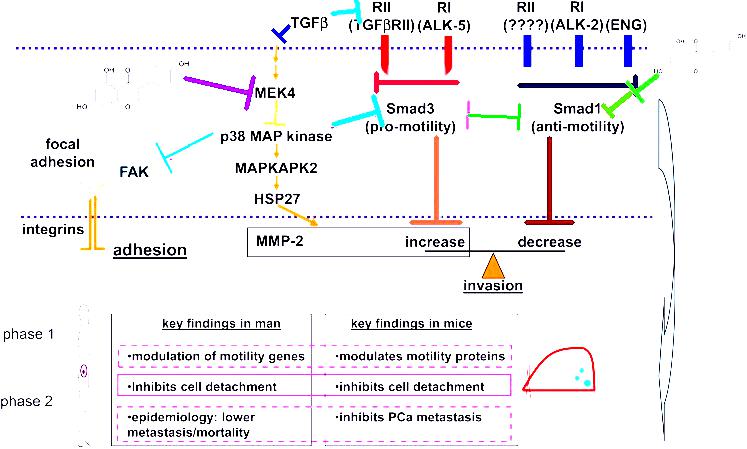 TGFβ
RII RI RII RI
(TGFβRII) (ALK-5) (????) (ALK-2) (ENG)
OH
O
O
HO
O
HO
MEK4
Smad3 Smad1
(pro-motility) (anti-motility)
p38 MAP kinase
focal
adhesion
FAK
MAPKAPK2
HSP27
integrins
adhesion
MMP-2 increase decrease
invasion
key findings in man key findings in mice
phase 1
•modulation of motility genes •modulates motility proteins
•Inhibits cell detachment •inhibits cell detachment
phase 2
•epidemiology: lower •inhibits PCa metastasis
metastasis/mortality